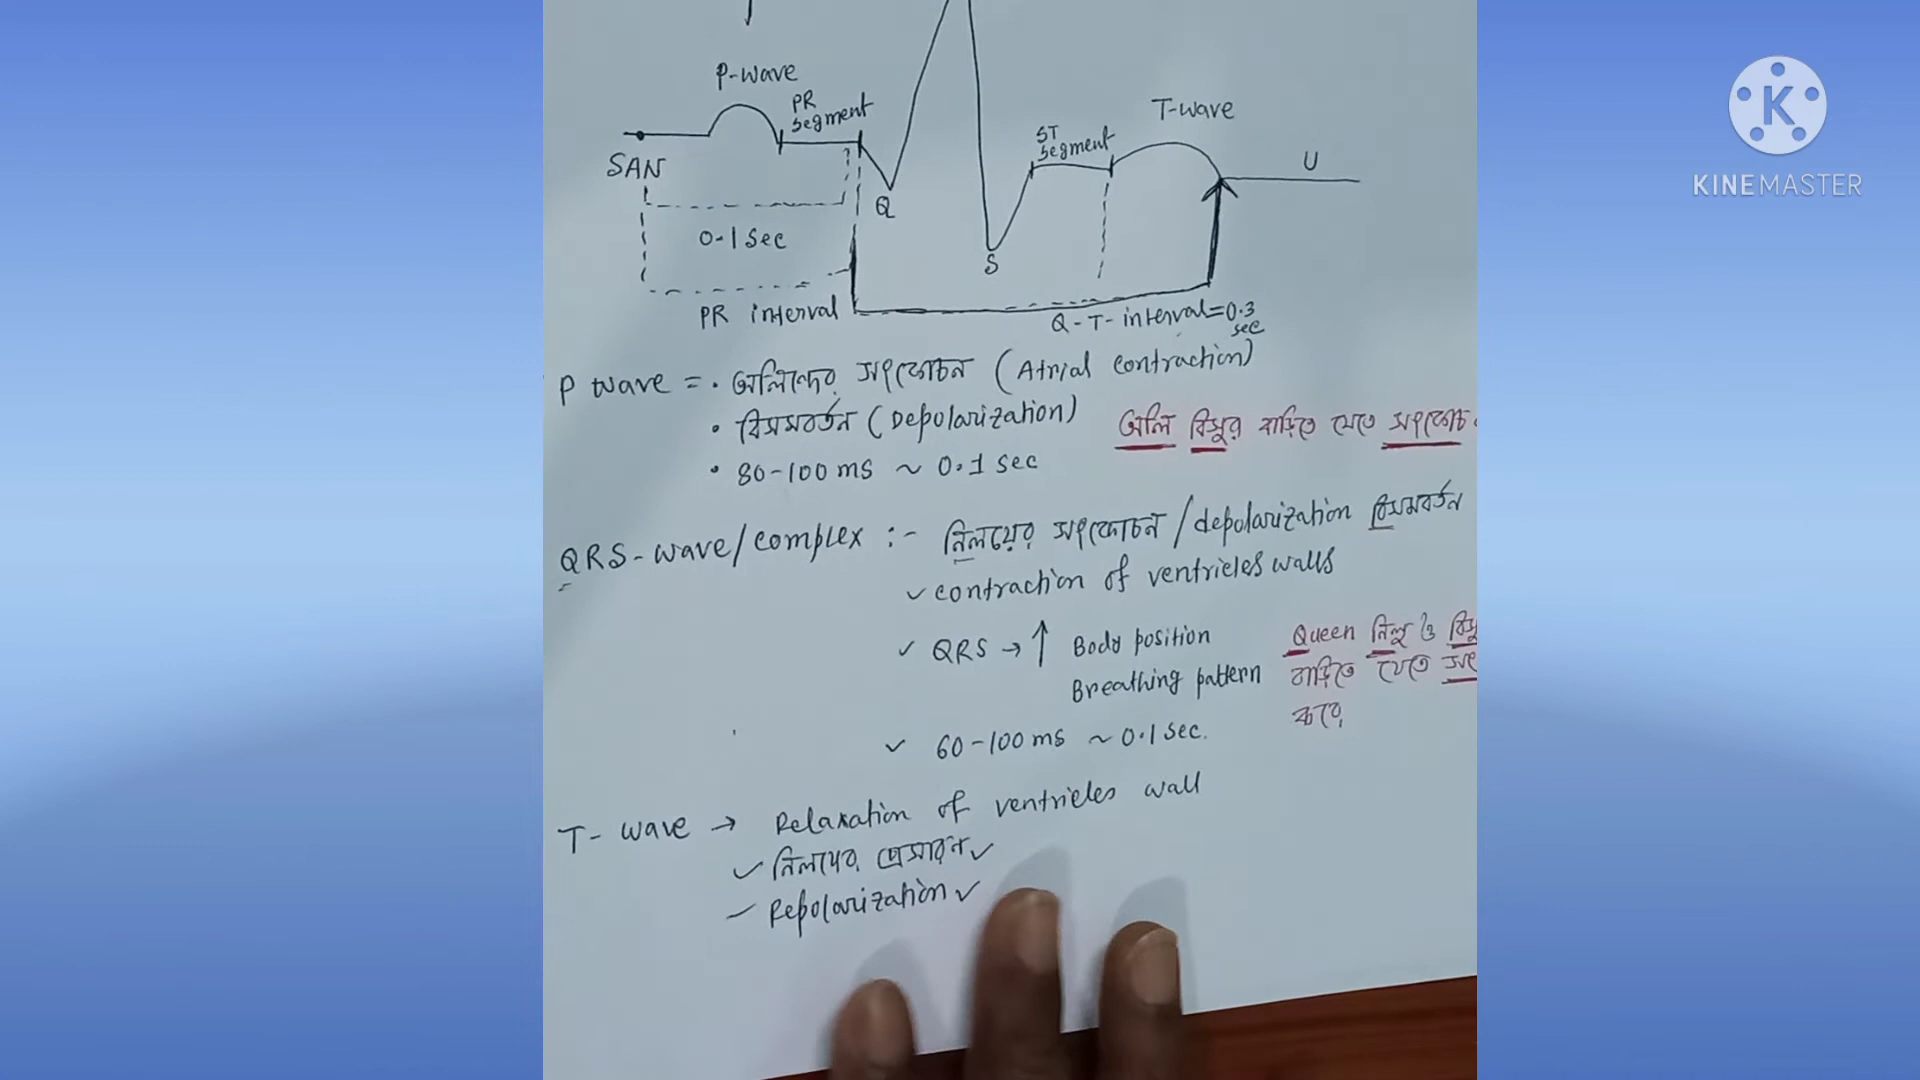 P-wave
PR
segment
T-wave
ST
segment
SAN
U
Q
0.1 sec
S
PR interval
Q-T-interval=0.3
sec
P wave = • অলিন্দের সংকোচন (Atrial contraction)
• বিসমবর্তন (Depolarization)
অলি বিসুর বাড়িতে যেতে সংকোচ
• 80-100 ms ~ 0.1 sec
QRS-wave/complex :- নিলয়ের সংকোচন /depolarization বিসমবর্তন
✓ contraction of ventricles walls
✓ QRS → ↑ Body position
Breathing pattern
Queen নিলু ও বিসু
বাড়িতে যেতে সং
করে
✓ 60-100 ms ~ 0.1 sec.
T- wave → Relaxation of ventricles wall
✓ নিলয়ের প্রসারণ ✓
- Repolarization ✓
K
KINEMASTER